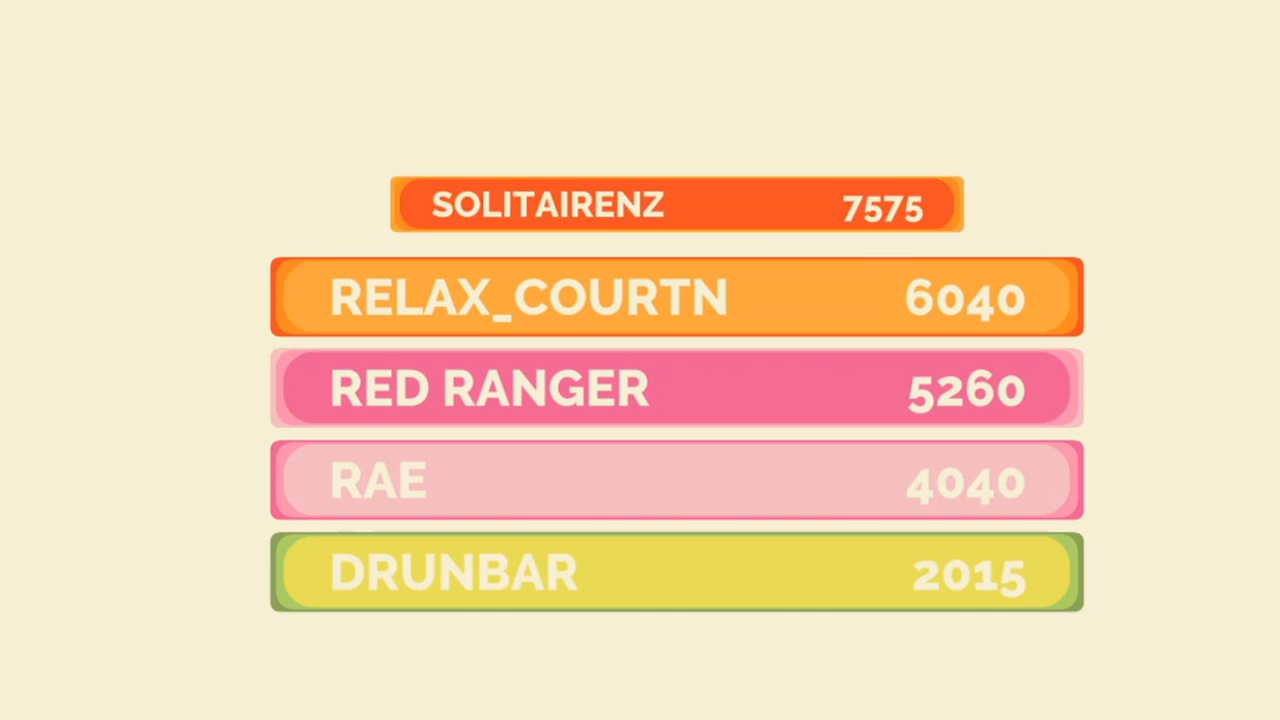 SOLITAIRENZ 7575
RELAX_COURTN 6040
RED RANGER 5260
RAE 4040
DRUNBAR 2015